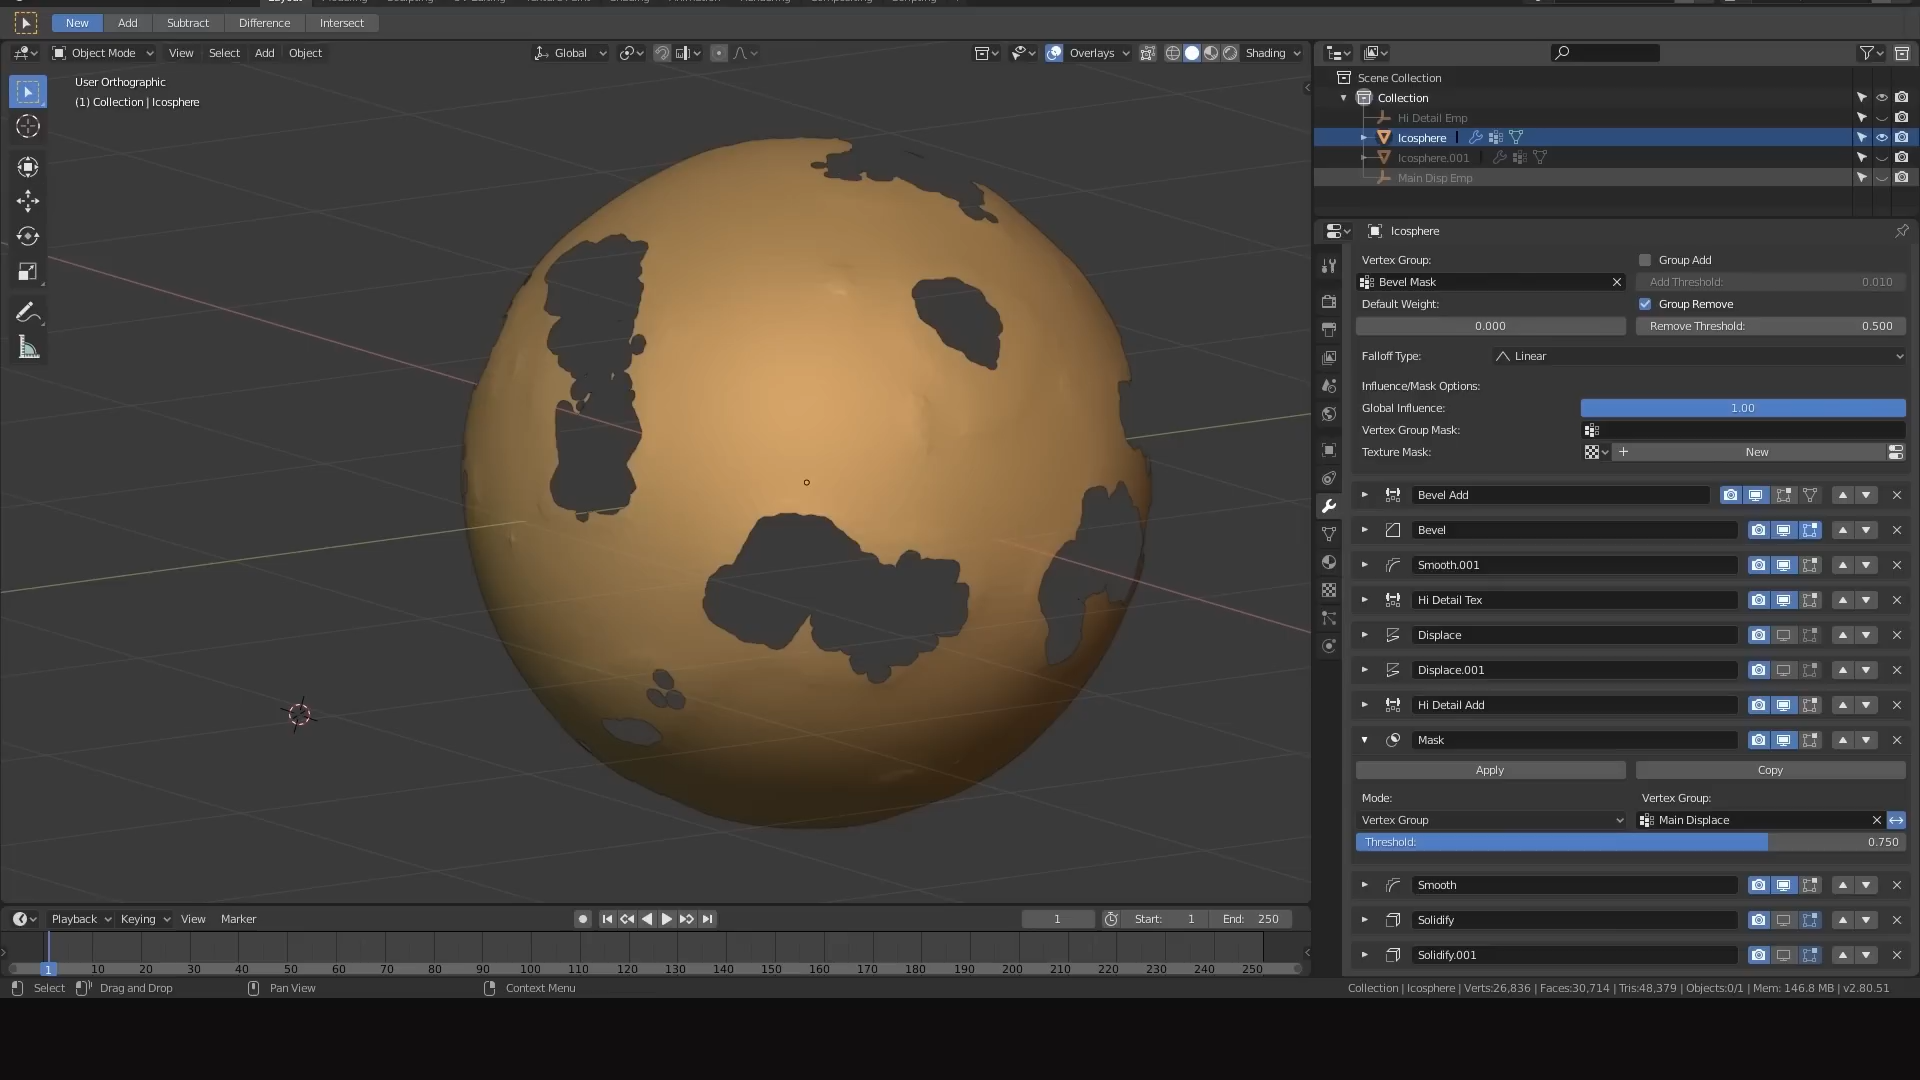 Layout
New Add Subtract Difference Intersect
Object Mode View Select Add Object Global Overlays Shading
User Orthographic
(1) Collection | Icosphere
Scene Collection
Collection
Hi Detail Emp
Icosphere
Icosphere.001
Main Disp Emp
Icosphere
Vertex Group: Group Add
Bevel Mask Add Threshold: 0.010
Default Weight: Group Remove
0.000 Remove Threshold: 0.500
Falloff Type: Linear
Influence/Mask Options:
Global Influence: 1.00
Vertex Group Mask:
Texture Mask: New
Bevel Add
Bevel
Smooth.001
Hi Detail Tex
Displace
Displace.001
Hi Detail Add
Mask
Apply Copy
Mode: Vertex Group:
Vertex Group Main Displace
Threshold: 0.750
Smooth
Solidify
Solidify.001
Playback Keying View Marker 1 Start: 1 End: 250
1 10 20 30 40 50 60 70 80 90 100 110 120 130 140 150 160 170 180 190 200 210 220 230 240 250
Select Drag and Drop Pan View Context Menu Collection | Icosphere | Verts:26,836 | Faces:30,714 | Tris:48,379 | Objects:0/1 | Mem: 146.8 MB | v2.80.51